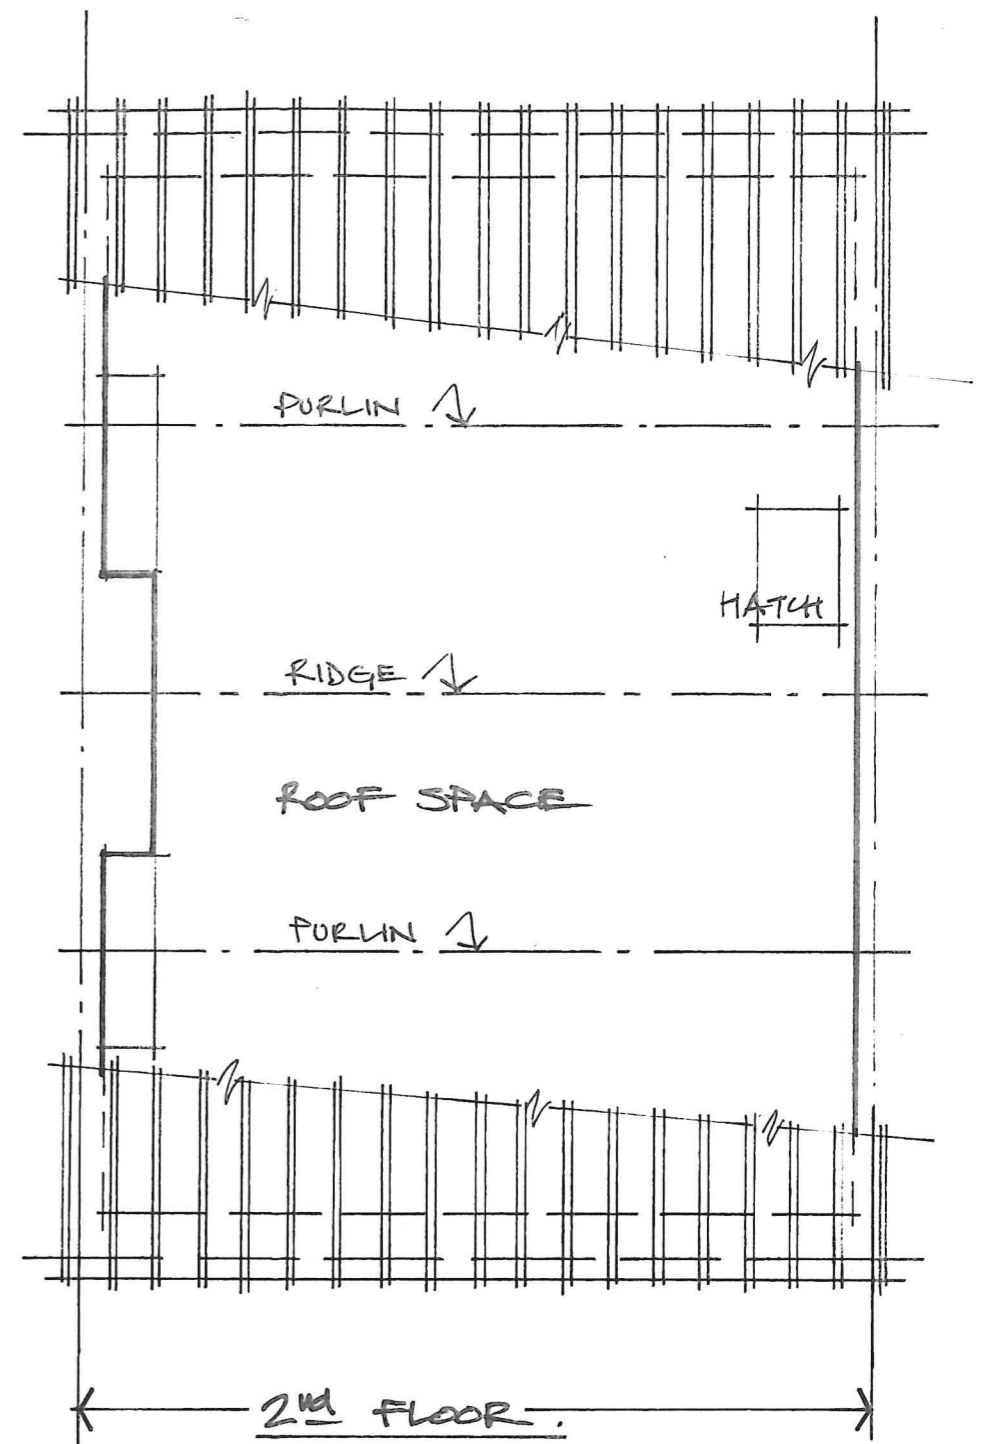 PURLIN
HATCH
RIDGE
ROOF SPACE
PURLIN
2nd FLOOR.